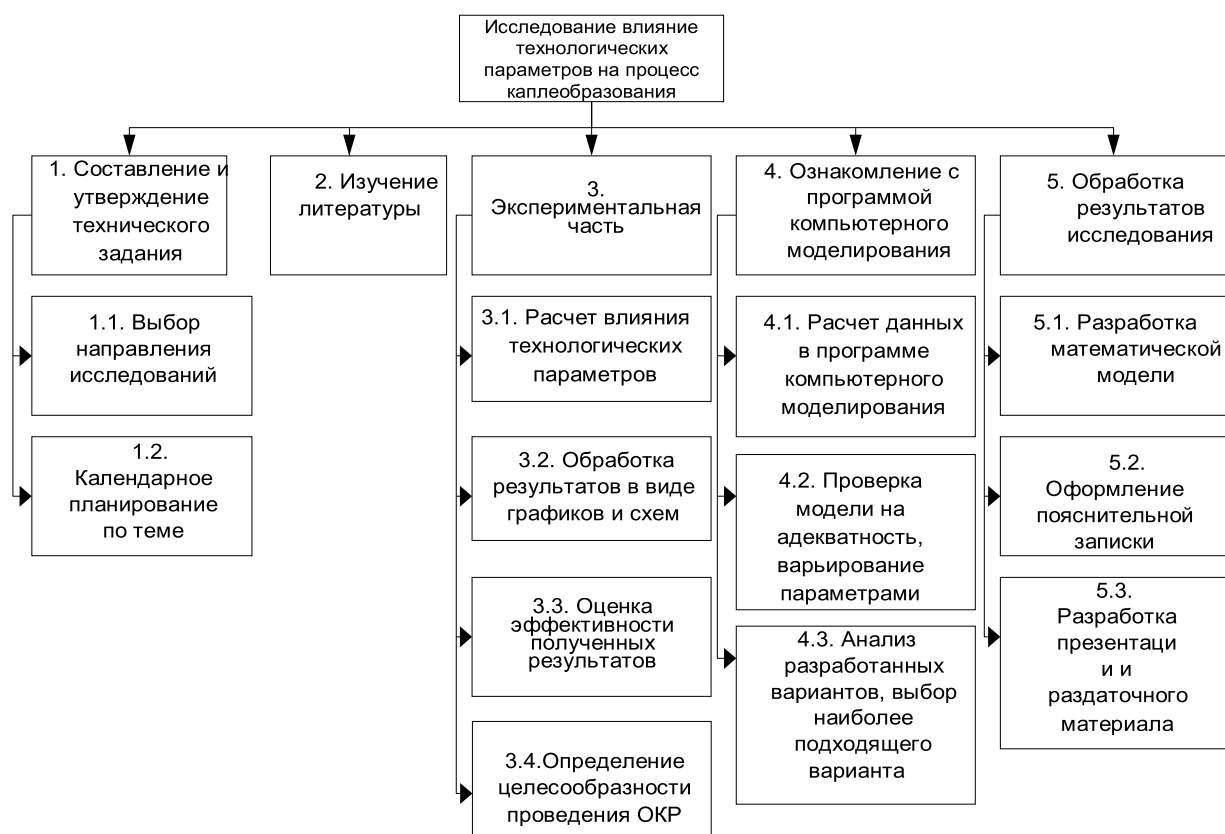 Исследование влияние
технологических
параметров на процесс
каплеобразования
1. Составление и
утверждение
технического
задания
1.1. Выбор
направления
исследований
1.2.
Календарное
планирование
по теме
2. Изучение
литературы
3.
Экспериментальная
часть
3.1. Расчет влияния
технологических
параметров
3.2. Обработка
результатов в виде
графиков и схем
3.3. Оценка
эффективности
полученных
результатов
3.4.Определение
целесообразности
проведения ОКР
4. Ознакомление с
программой
компьютерного
моделирования
4.1. Расчет данных
в программе
компьютерного
моделирования
4.2. Проверка
модели на
адекватность,
варьирование
параметрами
4.3. Анализ
разработанных
вариантов, выбор
наиболее
подходящего
варианта
5. Обработка
результатов
исследования
5.1. Разработка
математической
модели
5.2.
Оформление
пояснительной
записки
5.3.
Разработка
презентаци
и и
раздаточного
материала